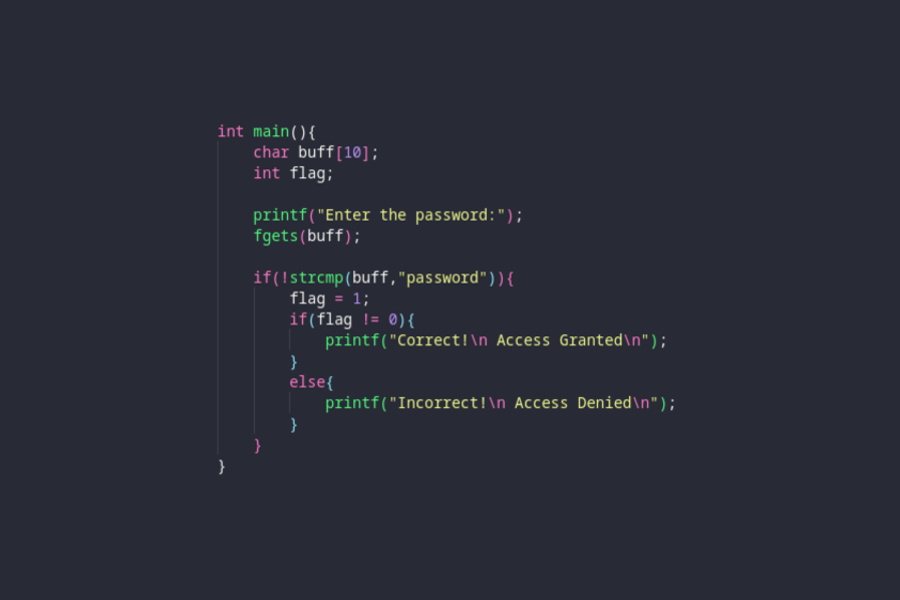 int main(){
char buff[10];
int flag;
printf("Enter the password:");
fgets(buff);
if(!strcmp(buff,"password")){
flag = 1;
if(flag != 0){
printf("Correct!\n Access Granted\n");
}
else{
printf("Incorrect!\n Access Denied\n");
}
}
}